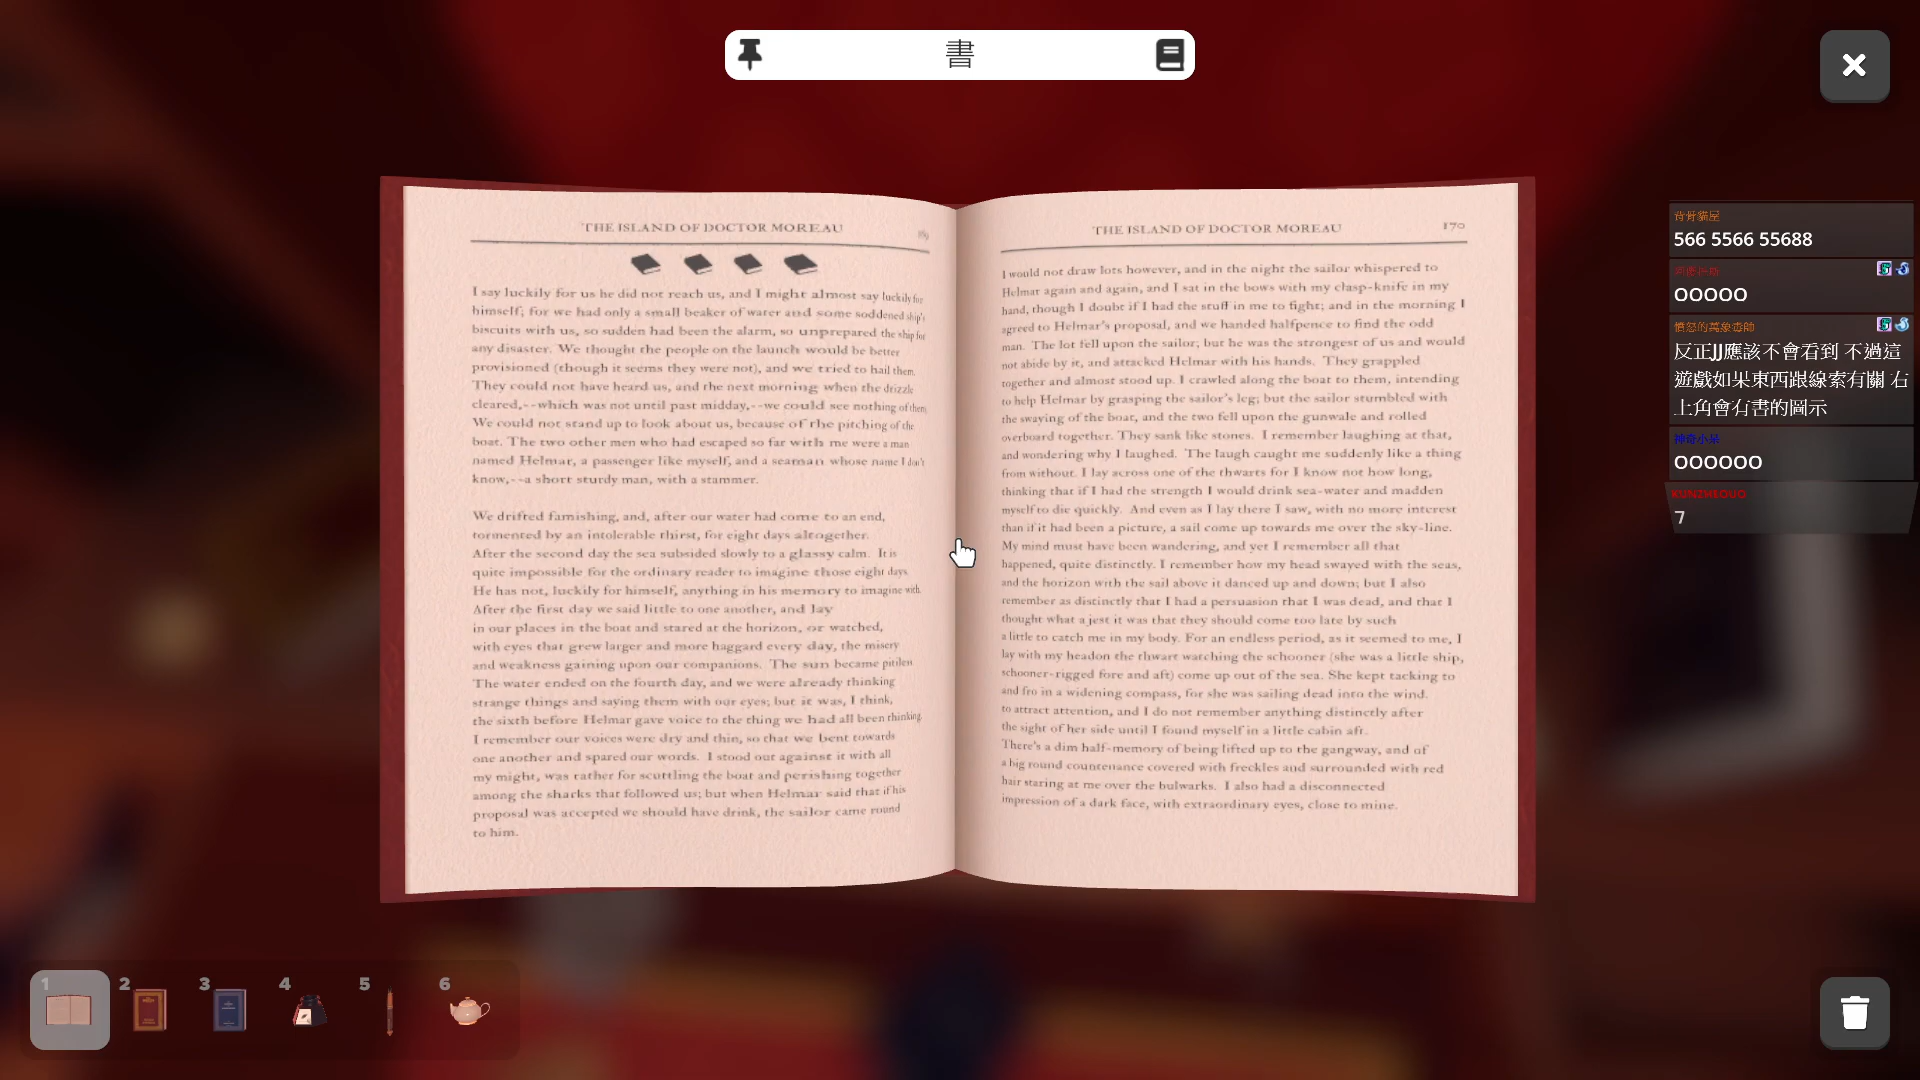 書
THE ISLAND OF DOCTOR MOREAU
I say luckily for us he did not reach us, and I might almost say luckily for
himself; for we had only a small beaker of water and some soddened ship's
biscuits with us, so sudden had been the alarm, so unprepared the ship for
any disaster. We thought the people on the launch would be better
provisioned (though it seems they were not), and we tried to hail them.
They could not have heard us, and the next morning when the drizzle
cleared,--which was not until past midday,--we could see nothing of them.
We could not stand up to look about us, because of the pitching of the
boat. The two other men who had escaped so far with me were a man
named Helmar, a passenger like myself, and a seaman whose name I don't
know,--a short sturdy man, with a stammer.
We drifted famishing, and, after our water had come to an end,
tormented by an intolerable thirst, for eight days altogether.
After the second day the sea subsided slowly to a glassy calm. It is
quite impossible for the ordinary reader to imagine those eight days.
He has not, luckily for himself, anything in his memory to imagine with.
After the first day we said little to one another, and lay
in our places in the boat and stared at the horizon, or watched,
with eyes that grew larger and more haggard every day, the misery
and weakness gaining upon our companions. The sun became pitiless
The water ended on the fourth day, and we were already thinking
strange things and saying them with our eyes; but it was, I think,
the sixth before Helmar gave voice to the thing we had all been thinking.
I remember our voices were dry and thin, so that we bent towards
one another and spared our words. I stood out against it with all
my might, was rather for scuttling the boat and perishing together
among the sharks that followed us; but when Helmar said that if his
proposal was accepted we should have drink, the sailor came round
to him.
THE ISLAND OF DOCTOR MOREAU 170
I would not draw lots however, and in the night the sailor whispered to
Helmar again and again, and I sat in the bows with my clasp-knife in my
hand, though I doubt if I had the stuff in me to fight; and in the morning I
agreed to Helmar's proposal, and we handed halfpence to find the odd
man. The lot fell upon the sailor; but he was the strongest of us and would
not abide by it, and attacked Helmar with his hands. They grappled
together and almost stood up. I crawled along the boat to them, intending
to help Helmar by grasping the sailor's leg; but the sailor stumbled with
the swaying of the boat, and the two fell upon the gunwale and rolled
overboard together. They sank like stones. I remember laughing at that,
and wondering why I laughed. The laugh caught me suddenly like a thing
from without. I lay across one of the thwarts for I know not how long,
thinking that if I had the strength I would drink sea-water and madden
myself to die quickly. And even as I lay there I saw, with no more interest
than if it had been a picture, a sail come up towards me over the sky-line.
My mind must have been wandering, and yet I remember all that
happened, quite distinctly. I remember how my head swayed with the seas,
and the horizon with the sail above it danced up and down; but I also
remember as distinctly that I had a persuasion that I was dead, and that I
thought what a jest it was that they should come too late by such
a little to catch me in my body. For an endless period, as it seemed to me, I
lay with my headon the thwart watching the schooner (she was a little ship,
schooner-rigged fore and aft) come up out of the sea. She kept tacking to
and fro in a widening compass, for she was sailing dead into the wind.
to attract attention, and I do not remember anything distinctly after
the sight of her side until I found myself in a little cabin aft.
There's a dim half-memory of being lifted up to the gangway, and of
a big round countenance covered with freckles and surrounded with red
hair staring at me over the bulwarks. I also had a disconnected
impression of a dark face, with extraordinary eyes, close to mine.
背骨貓屋
566 5566 55688
OOOOO
憤怒的萬象毒師
反正JJ應該不會看到 不過這
遊戲如果東西跟線索有關 右
上角會有書的圖示
神奇小呆
OOOOOO
KUNZHUOUO
7
1 2 3 4 5 6